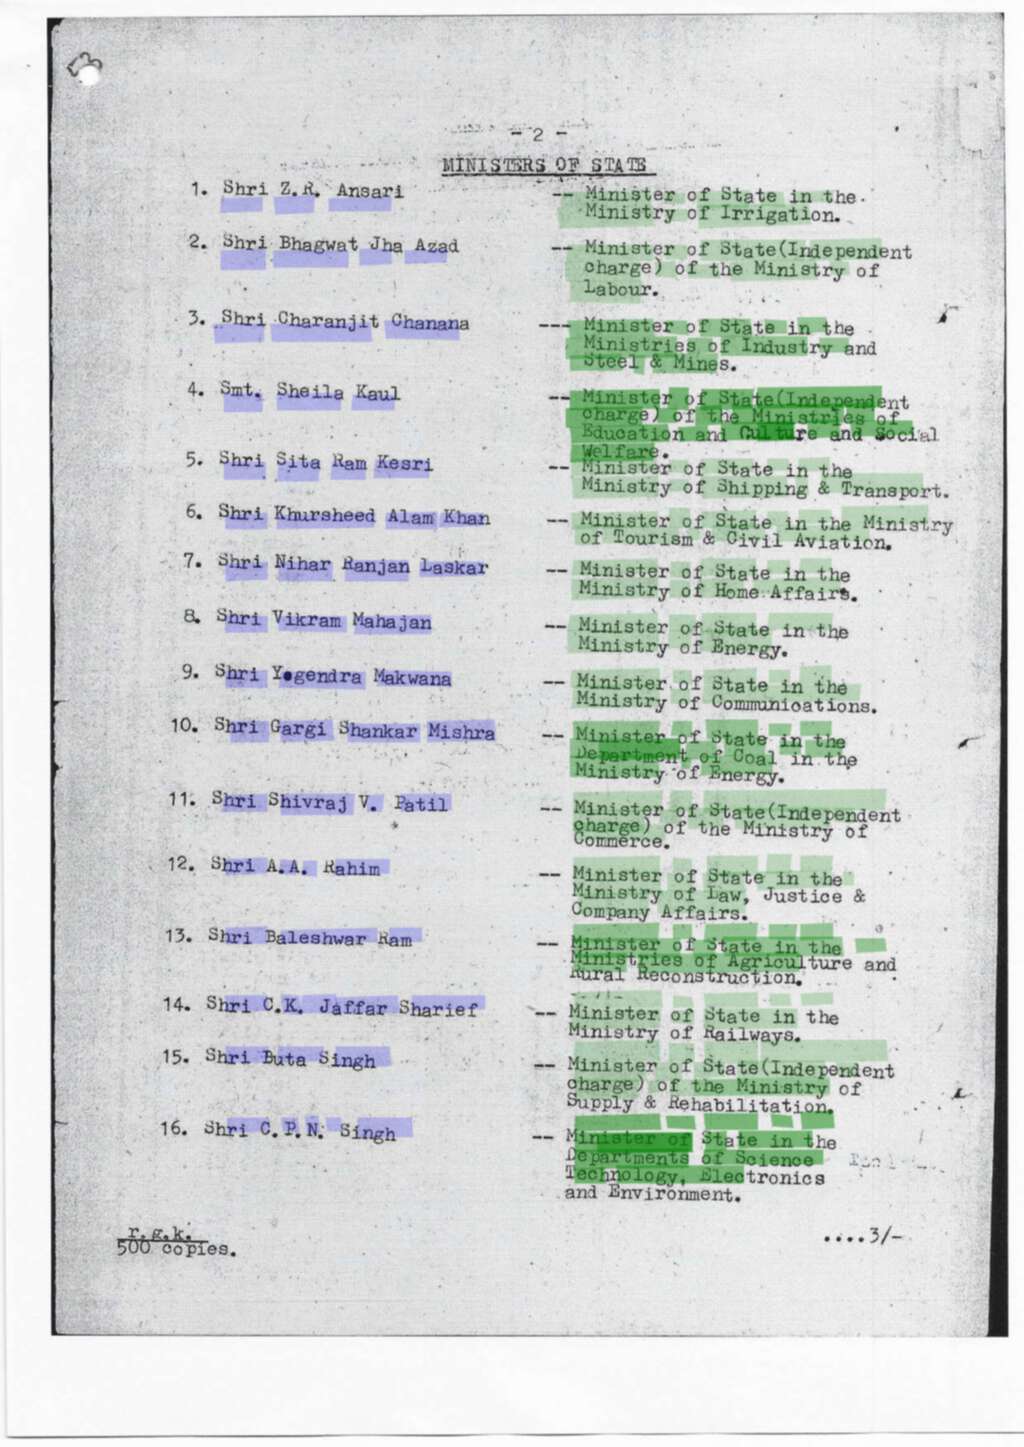 - 2 -
MINISTERS OF STATE
1. Shri Z.R. Ansari -- Minister of State in the
Ministry of Irrigation.
2. Shri Bhagwat Jha Azad -- Minister of State(Independent
charge) of the Ministry of
Labour.
3. Shri Charanjit Chanana --- Minister of State in the
Ministries of Industry and
Steel & Mines.
4. Smt. Sheila Kaul -- Minister of State(Independent
charge) of the Ministries of
Education and Culture and Social
Welfare.
5. Shri Sita Ram Kesri -- Minister of State in the
Ministry of Shipping & Transport.
6. Shri Khursheed Alam Khan -- Minister of State in the Ministry
of Tourism & Civil Aviation.
7. Shri Nihar Ranjan Laskar -- Minister of State in the
Ministry of Home Affairs.
8. Shri Vikram Mahajan -- Minister of State in the
Ministry of Energy.
9. Shri Yogendra Makwana -- Minister of State in the
Ministry of Communications.
10. Shri Gargi Shankar Mishra -- Minister of State in the
Department of Coal in the
Ministry of Energy.
11. Shri Shivraj V. Patil -- Minister of State(Independent
charge) of the Ministry of
Commerce.
12. Shri A.A. Rahim -- Minister of State in the
Ministry of Law, Justice &
Company Affairs.
13. Shri Baleshwar Ram -- Minister of State in the
Ministries of Agriculture and
Rural Reconstruction.
14. Shri C.K. Jaffar Sharief -- Minister of State in the
Ministry of Railways.
15. Shri Buta Singh -- Minister of State(Independent
charge) of the Ministry of
Supply & Rehabilitation.
16. Shri C.P.N. Singh -- Minister of State in the
Departments of Science
Technology, Electronics
and Environment.
r.g.k.
500 copies.
....3/-